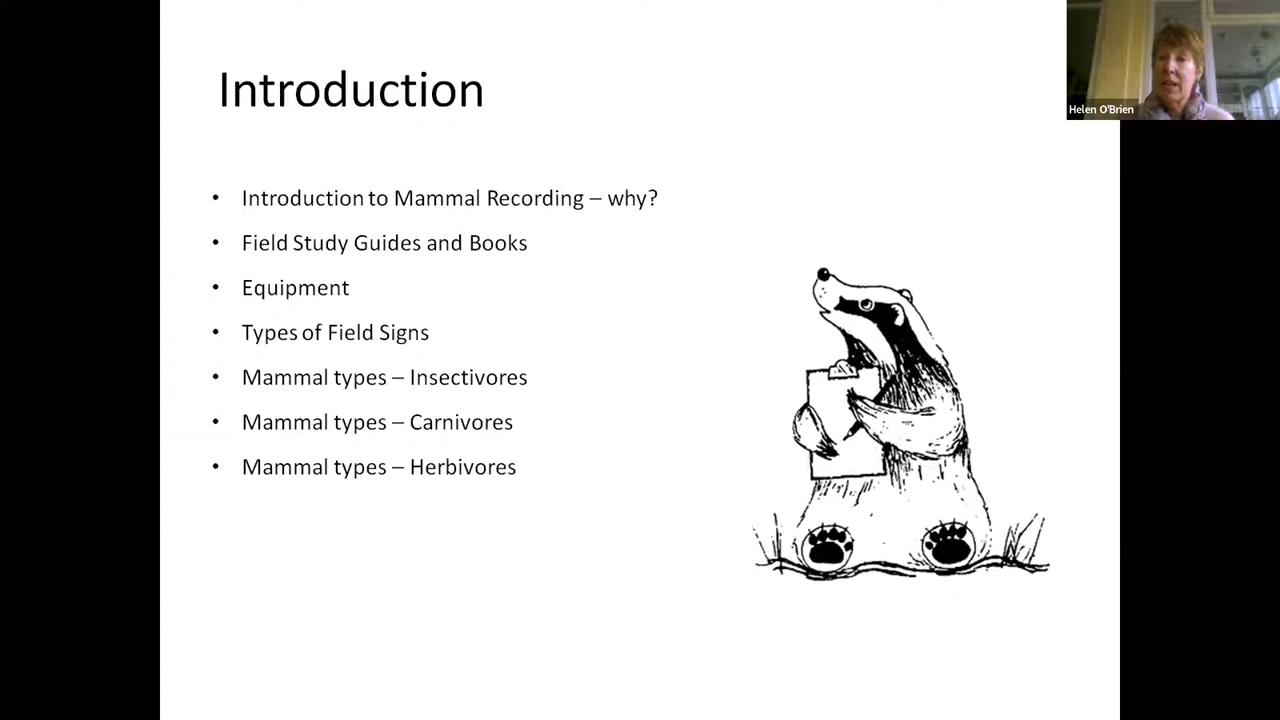 Introduction
Helen O'Brien
• Introduction to Mammal Recording – why?
• Field Study Guides and Books
• Equipment
• Types of Field Signs
• Mammal types – Insectivores
• Mammal types – Carnivores
• Mammal types – Herbivores